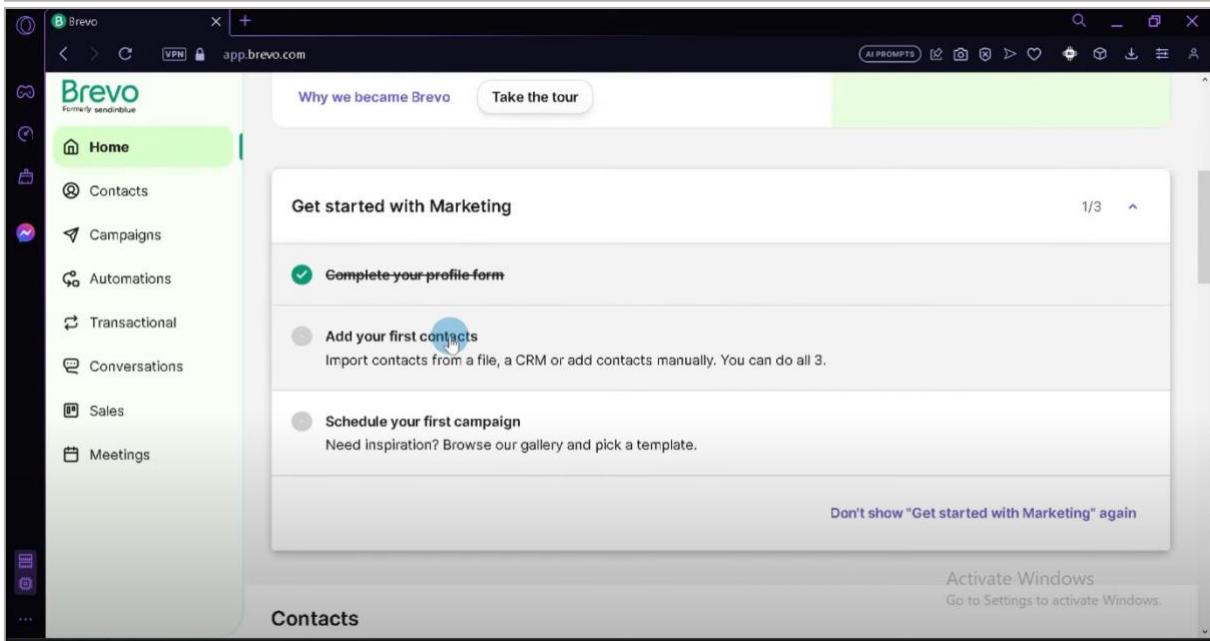 Brevo
app.brevo.com
VPN
AI PROMPTS
Brevo
Formerly sendinblue
Home
Contacts
Campaigns
Automations
Transactional
Conversations
Sales
Meetings
Why we became Brevo
Take the tour
Get started with Marketing
1/3
Complete your profile form
Add your first contacts
Import contacts from a file, a CRM or add contacts manually. You can do all 3.
Schedule your first campaign
Need inspiration? Browse our gallery and pick a template.
Don't show "Get started with Marketing" again
Contacts
Activate Windows
Go to Settings to activate Windows.